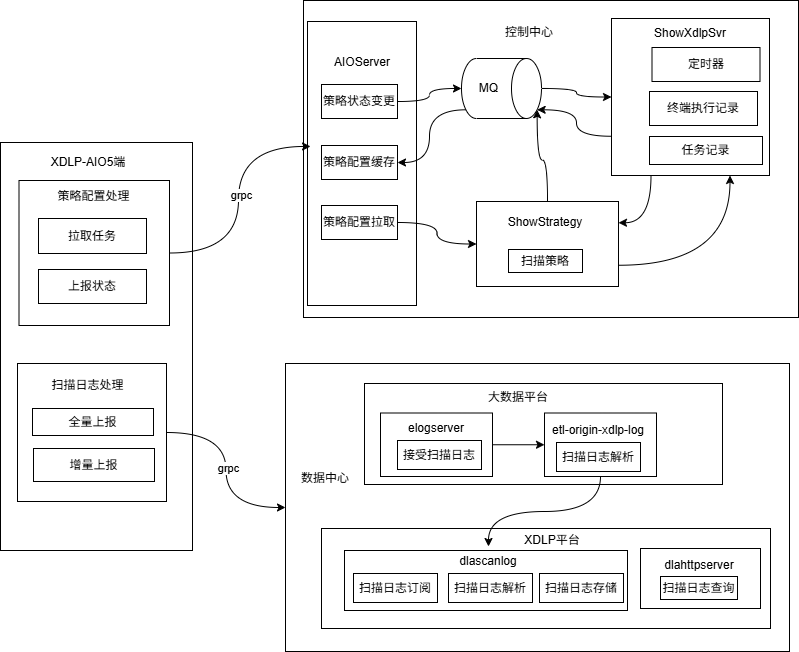 XDLP-AIO5端
策略配置处理
拉取任务
上报状态
扫描日志处理
全量上报
增量上报
grpc
grpc
控制中心
AIOServer
策略状态变更
策略配置缓存
策略配置拉取
MQ
ShowXdlpSvr
定时器
终端执行记录
任务记录
ShowStrategy
扫描策略
数据中心
大数据平台
elogserver
接受扫描日志
etl-origin-xdlp-log
扫描日志解析
XDLP平台
dlascanlog
扫描日志订阅
扫描日志解析
扫描日志存储
dlahttpserver
扫描日志查询